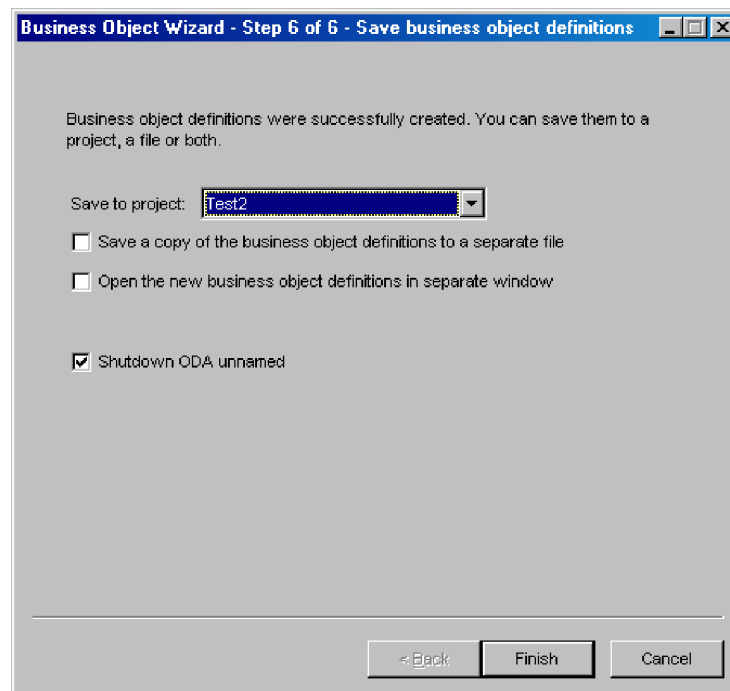 Business Object Wizard - Step 6 of 6 - Save business object definitions
Business object definitions were successfully created. You can save them to a
project, a file or both.
Save to project: Test2
Save a copy of the business object definitions to a separate file
Open the new business object definitions in separate window
Shutdown ODA unnamed
< Back Finish Cancel